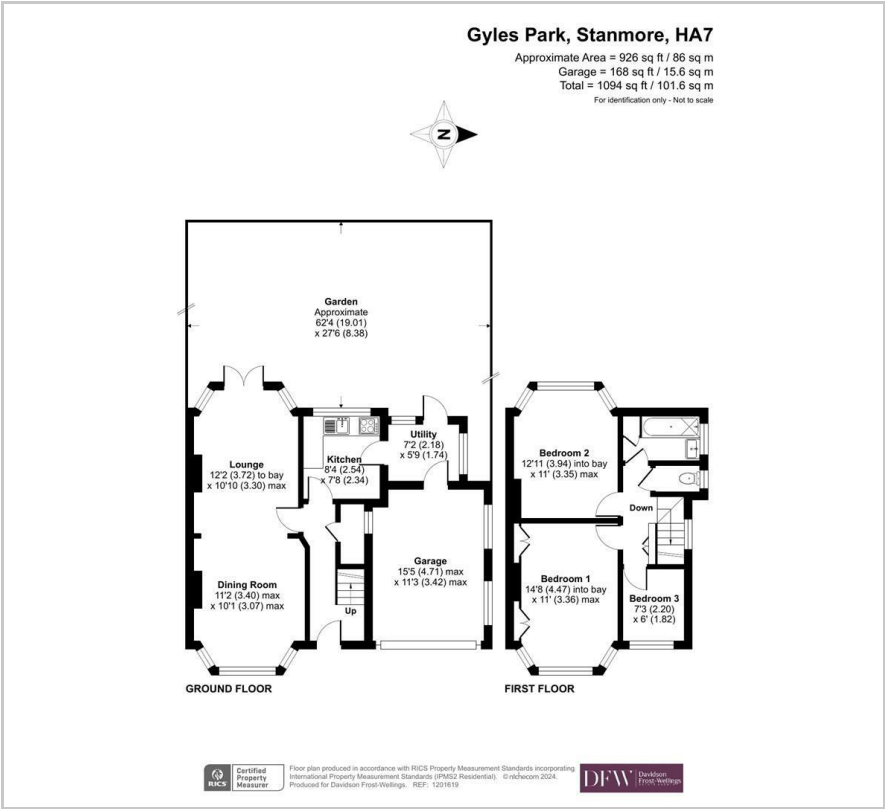 Gyles Park, Stanmore, HA7
Approximate Area = 926 sq ft / 86 sq m
Garage = 168 sq ft / 15.6 sq m
Total = 1094 sq ft / 101.6 sq m
For identification only - Not to scale
N
Garden
Approximate
62'4 (19.01)
x 27'6 (8.38)
Utility
7'2 (2.18)
x 5'9 (1.74)
Kitchen
8'4 (2.54)
x 7'8 (2.34)
Lounge
12'2 (3.72) to bay
x 10'10 (3.30) max
Bedroom 2
12'11 (3.94) into bay
x 11' (3.35) max
Down
Garage
15'5 (4.71) max
x 11'3 (3.42) max
Dining Room
11'2 (3.40) max
x 10'1 (3.07) max
Up
Bedroom 1
14'8 (4.47) into bay
x 11' (3.36) max
Bedroom 3
7'3 (2.20)
x 6' (1.82)
GROUND FLOOR
FIRST FLOOR
RICS
Certified
Property
Measurer
Floor plan produced in accordance with RICS Property Measurement Standards incorporating
International Property Measurement Standards (IPMS2 Residential). © nichecom 2024.
Produced for Davidson Frost-Wellings. REF: 1201619
DFW
Davidson
Frost-Wellings